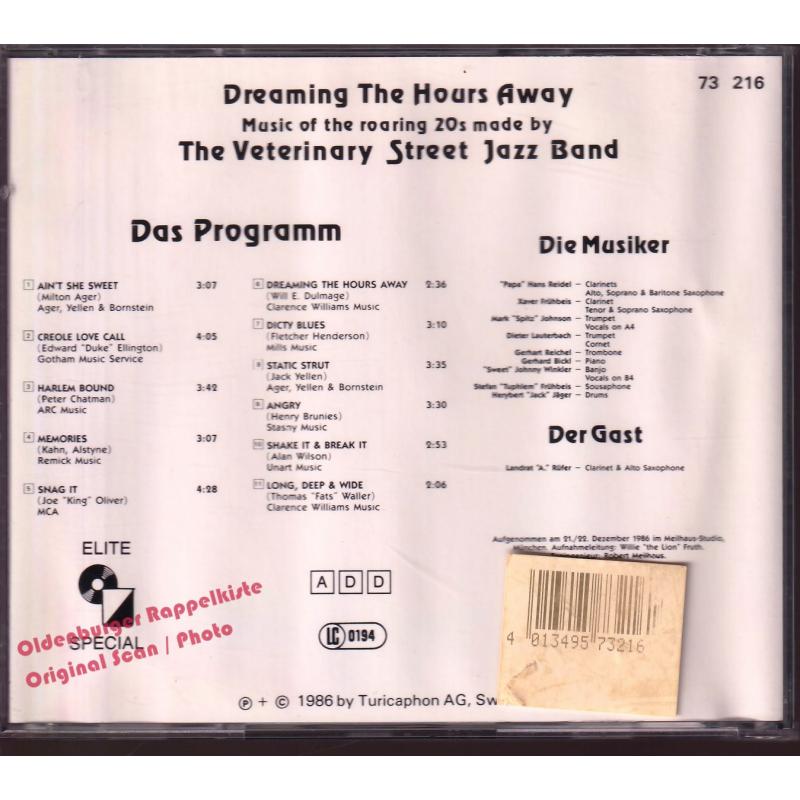 73 216
Dreaming The Hours Away
Music of the roaring 20s made by
The Veterinary Street Jazz Band
Das Programm
1 AIN'T SHE SWEET 3:07
(Milton Ager)
Ager, Yellen & Bornstein
2 CREOLE LOVE CALL 4:05
(Edward "Duke" Ellington)
Gotham Music Service
3 HARLEM BOUND 3:42
(Peter Chatman)
ARC Music
4 MEMORIES 3:07
(Kahn, Alstyne)
Remick Music
5 SNAG IT 4:28
(Joe "King" Oliver)
MCA
6 DREAMING THE HOURS AWAY 2:36
(Will E. Dulmage)
Clarence Williams Music
7 DICTY BLUES 3:10
(Fletcher Henderson)
Mills Music
8 STATIC STRUT 3:35
(Jack Yellen)
Ager, Yellen & Bornstein
9 ANGRY 3:30
(Henry Brunies)
Stasny Music
10 SHAKE IT & BREAK IT 2:53
(Alan Wilson)
Unart Music
11 LONG, DEEP & WIDE 2:06
(Thomas "Fats" Waller)
Clarence Williams Music
Die Musiker
"Papa" Hans Reidel – Clarinets
Alto, Soprano & Baritone Saxophone
Xaver Frühbeis – Clarinet
Tenor & Soprano Saxophone
Mark "Spitz" Johnson – Trumpet
Vocals on A4
Dieter Lauterbach – Trumpet
Cornet
Gerhart Reichel – Trombone
Gerhard Bickl – Piano
"Sweet" Johnny Winkler – Banjo
Vocals on B4
Stefan "Tuphlem" Frühbeis – Sousaphone
Herybert "Jack" Jäger – Drums
Der Gast
Landrat "A." Rüfer – Clarinet & Alto Saxophone
Aufgenommen am 21./22. Dezember 1986 im Meilhaus-Studio,
München. Aufnahmeleitung: Willie "the Lion" Fruth.
Robert Meilhaus.
ELITE
SPECIAL
A D D
LC 0194
4 013495 73216
℗ + © 1986 by Turicaphon AG, Sw
Oldenburger Rappelkiste
Original Scan / Photo